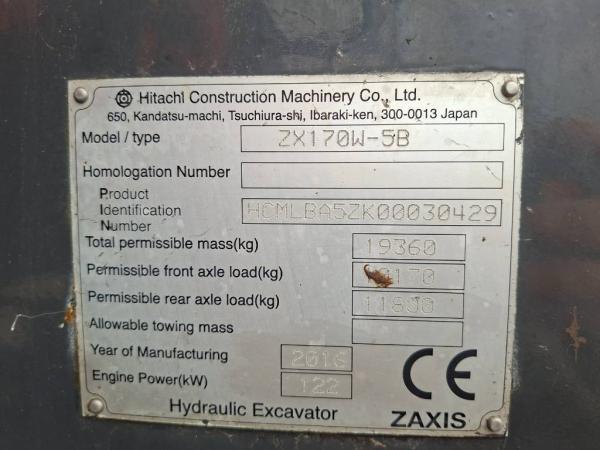 Hitachi Construction Machinery Co., Ltd.
650, Kandatsu-machi, Tsuchiura-shi, Ibaraki-ken, 300-0013 Japan
Model / type ZX170W-5B
Homologation Number
Product
Identification HCMLBA5ZK00030429
Number
Total permissible mass(kg) 19360
Permissible front axle load(kg)
Permissible rear axle load(kg) 11800
Allowable towing mass
Year of Manufacturing 2016
Engine Power(kW) 122
CE
Hydraulic Excavator ZAXIS